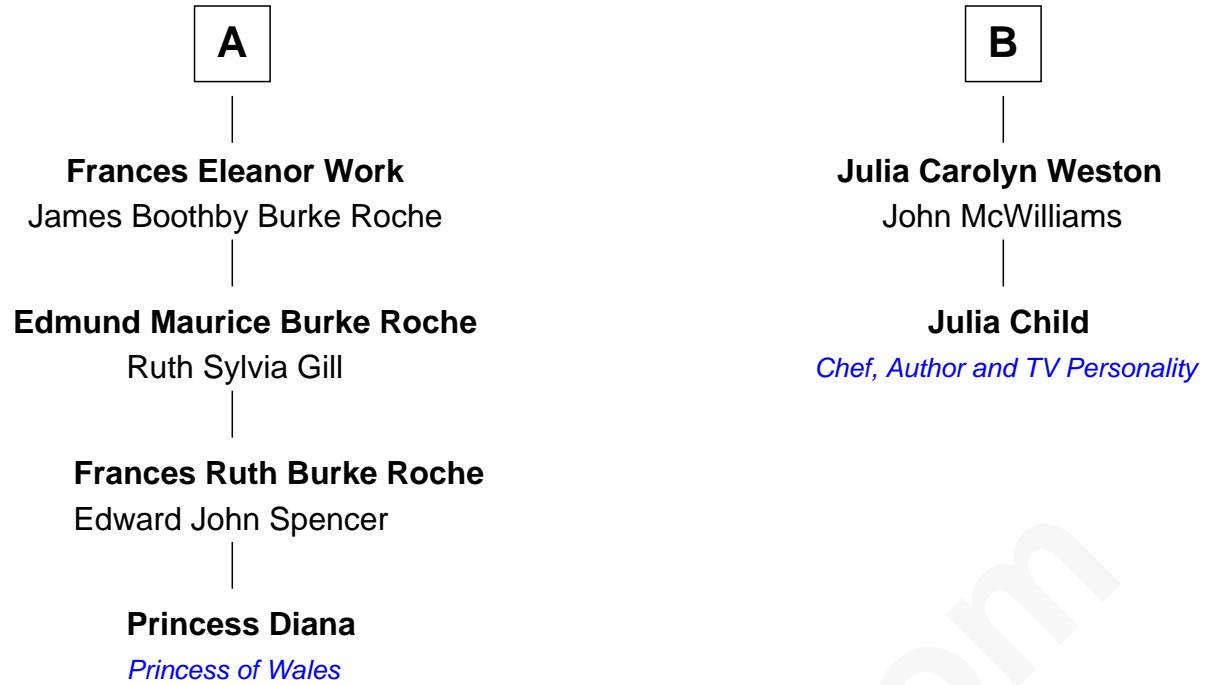 A
Frances Eleanor Work
James Boothby Burke Roche
Edmund Maurice Burke Roche
Ruth Sylvia Gill
Frances Ruth Burke Roche
Edward John Spencer
Princess Diana
Princess of Wales
B
Julia Carolyn Weston
John McWilliams
Julia Child
Chef, Author and TV Personality
om